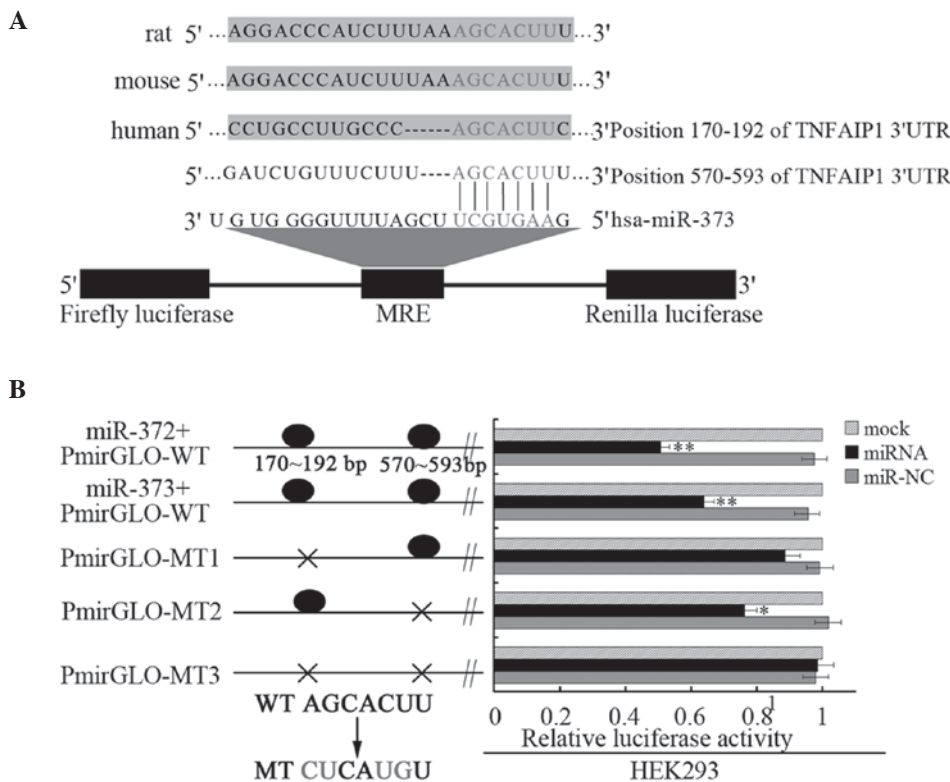 A
rat 5' ...AGGACCCAUCUUUAAAGCACUUU...3'
mouse 5' ...AGGACCCAUCUUUAAAGCACUUU 3'
human 5' ...CCUGCCUUGCCC------AGCACUUC...3'Position 170-192 of TNFAIP1 3'UTR
5'...GAUCUGUUUCUUU----AGCACUUU...3'Position 570-593 of TNFAIP1 3'UTR
3' U G U G GGGUUUUAGCU UCGUGAAG 5'hsa-miR-373
5' 3'
Firefly luciferase MRE Renilla luciferase
B
miR-372+
PmirGLO-WT
170~192 bp 570~593bp
miR-373+
PmirGLO-WT
PmirGLO-MT1
PmirGLO-MT2
PmirGLO-MT3
WT AGCACUU
MT CUCAUGU
**
**
*
mock
miRNA
miR-NC
0 0.2 0.4 0.6 0.8 1 1
Relative luciferase activity
HEK293